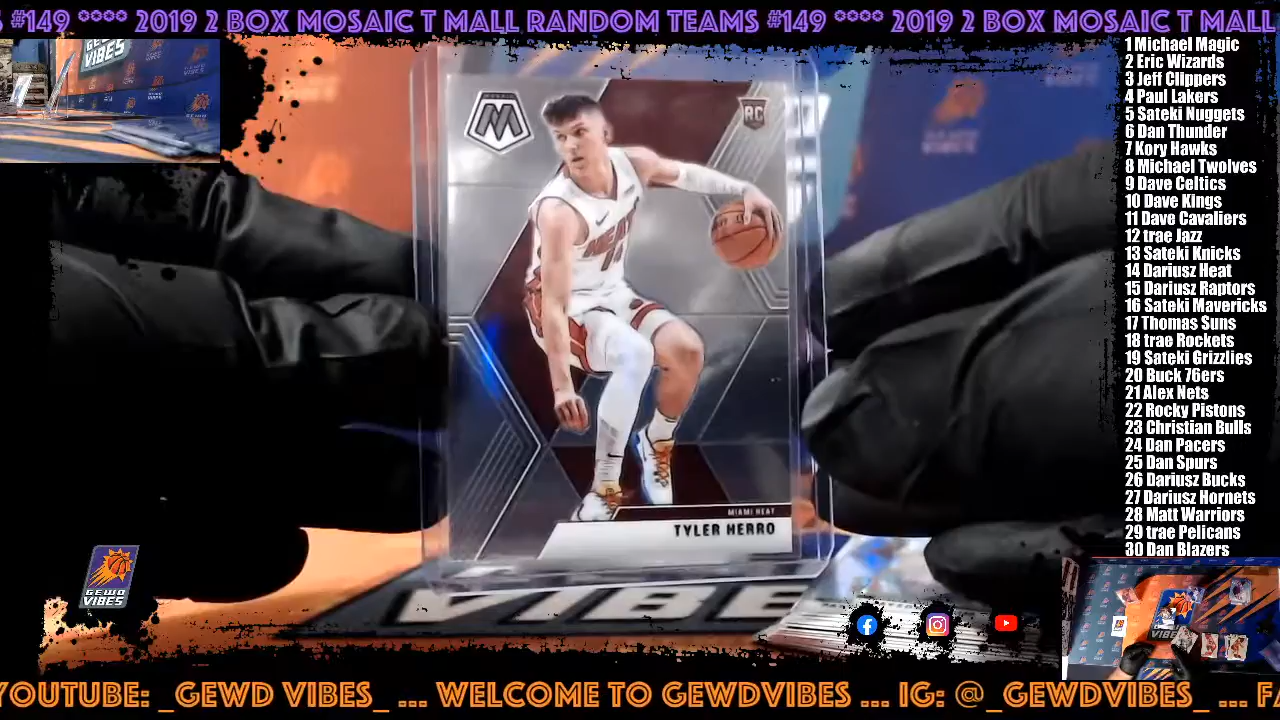 #149 **** 2019 2 BOX MOSAIC T MALL RANDOM TEAMS #149 **** 2019 2 BOX MOSAIC T MALL
GEWD
VIBES
MOSAIC
M
RC
HEAT
MIAMI HEAT
TYLER HERRO
VIBE
GEWD
VIBES
1 Michael Magic
2 Eric Wizards
3 Jeff Clippers
4 Paul Lakers
5 Sateki Nuggets
6 Dan Thunder
7 Kory Hawks
8 Michael Twolves
9 Dave Celtics
10 Dave Kings
11 Dave Cavaliers
12 trae Jazz
13 Sateki Knicks
14 Dariusz Heat
15 Dariusz Raptors
16 Sateki Mavericks
17 Thomas Suns
18 trae Rockets
19 Sateki Grizzlies
20 Buck 76ers
21 Alex Nets
22 Rocky Pistons
23 Christian Bulls
24 Dan Pacers
25 Dan Spurs
26 Dariusz Bucks
27 Dariusz Hornets
28 Matt Warriors
29 trae Pelicans
30 Dan Blazers
VIBE
YOUTUBE: _GEWD VIBES_ ... WELCOME TO GEWDVIBES ... IG: @_GEWDVIBES_ ... FA